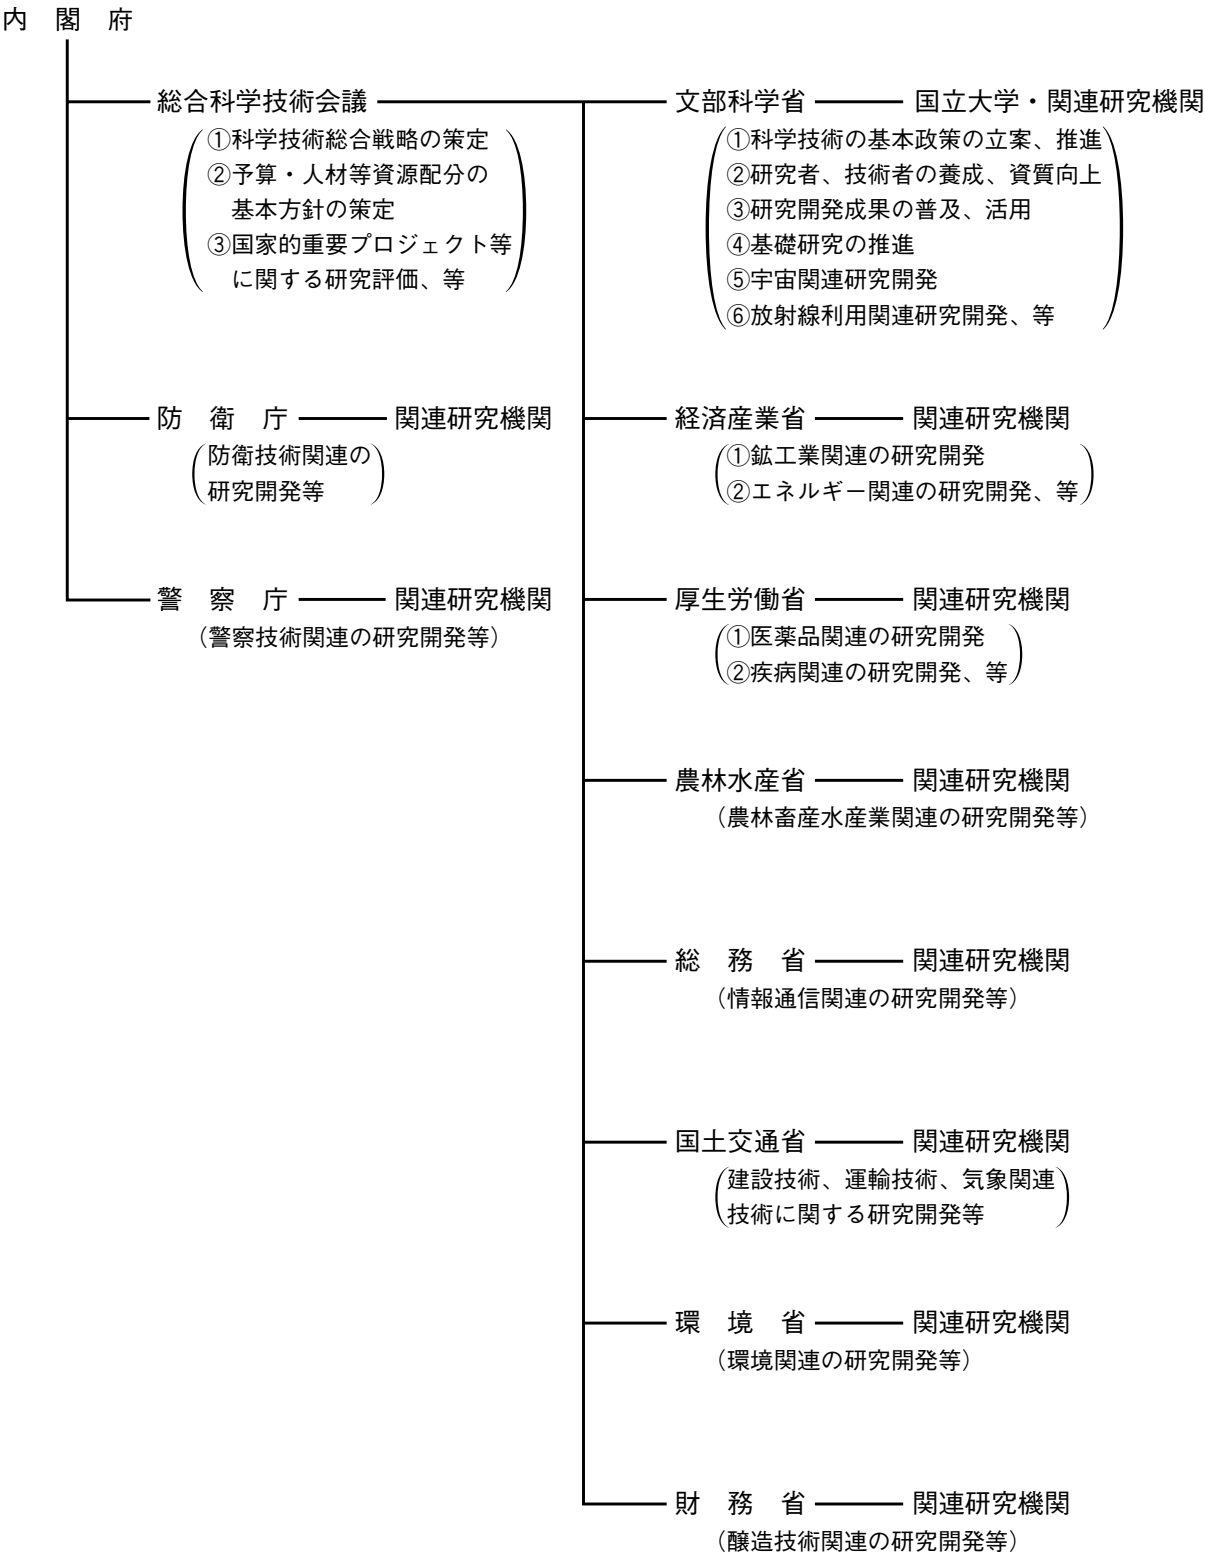 内　閣　府
総合科学技術会議
①科学技術総合戦略の策定
②予算・人材等資源配分の
基本方針の策定
③国家的重要プロジェクト等
に関する研究評価、等
文部科学省
国立大学・関連研究機関
①科学技術の基本政策の立案、推進
②研究者、技術者の養成、資質向上
③研究開発成果の普及、活用
④基礎研究の推進
⑤宇宙関連研究開発
⑥放射線利用関連研究開発、等
防　衛　庁
関連研究機関
防衛技術関連の
研究開発等
経済産業省
関連研究機関
①鉱工業関連の研究開発
②エネルギー関連の研究開発、等
警　察　庁
関連研究機関
（警察技術関連の研究開発等）
厚生労働省
関連研究機関
①医薬品関連の研究開発
②疾病関連の研究開発、等
農林水産省
関連研究機関
（農林畜産水産業関連の研究開発等）
総　務　省
関連研究機関
（情報通信関連の研究開発等）
国土交通省
関連研究機関
建設技術、運輸技術、気象関連
技術に関する研究開発等
環　境　省
関連研究機関
（環境関連の研究開発等）
財　務　省
関連研究機関
（醸造技術関連の研究開発等）